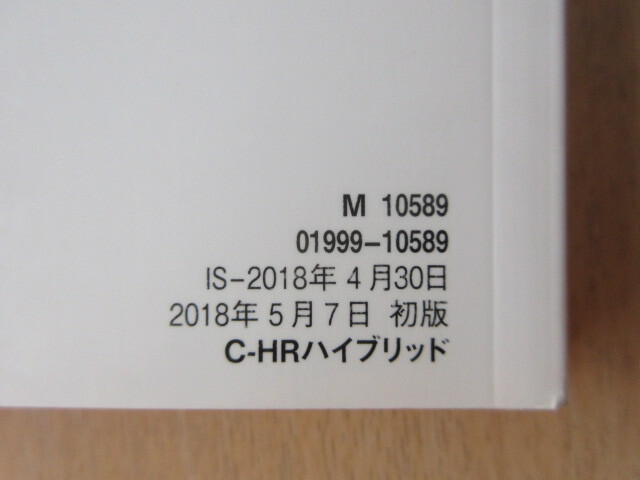 M 10589
01999-10589
IS-2018年 4 月30日
2018年 5 月 7 日 初版
C-HRハイブリッド